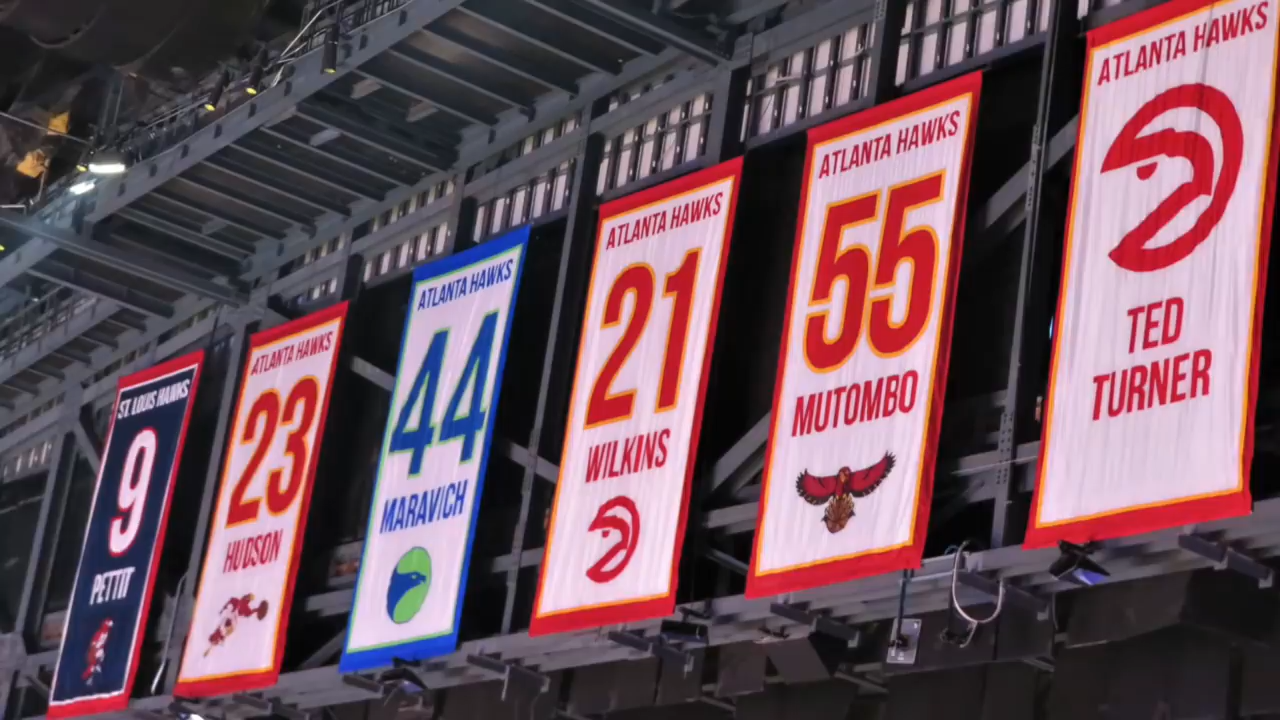 ST. LOUIS HAWKS
9
PETTIT
ATLANTA HAWKS
23
HUDSON
ATLANTA HAWKS
44
MARAVICH
ATLANTA HAWKS
21
WILKINS
ATLANTA HAWKS
55
MUTOMBO
ATLANTA HAWKS
TED
TURNER